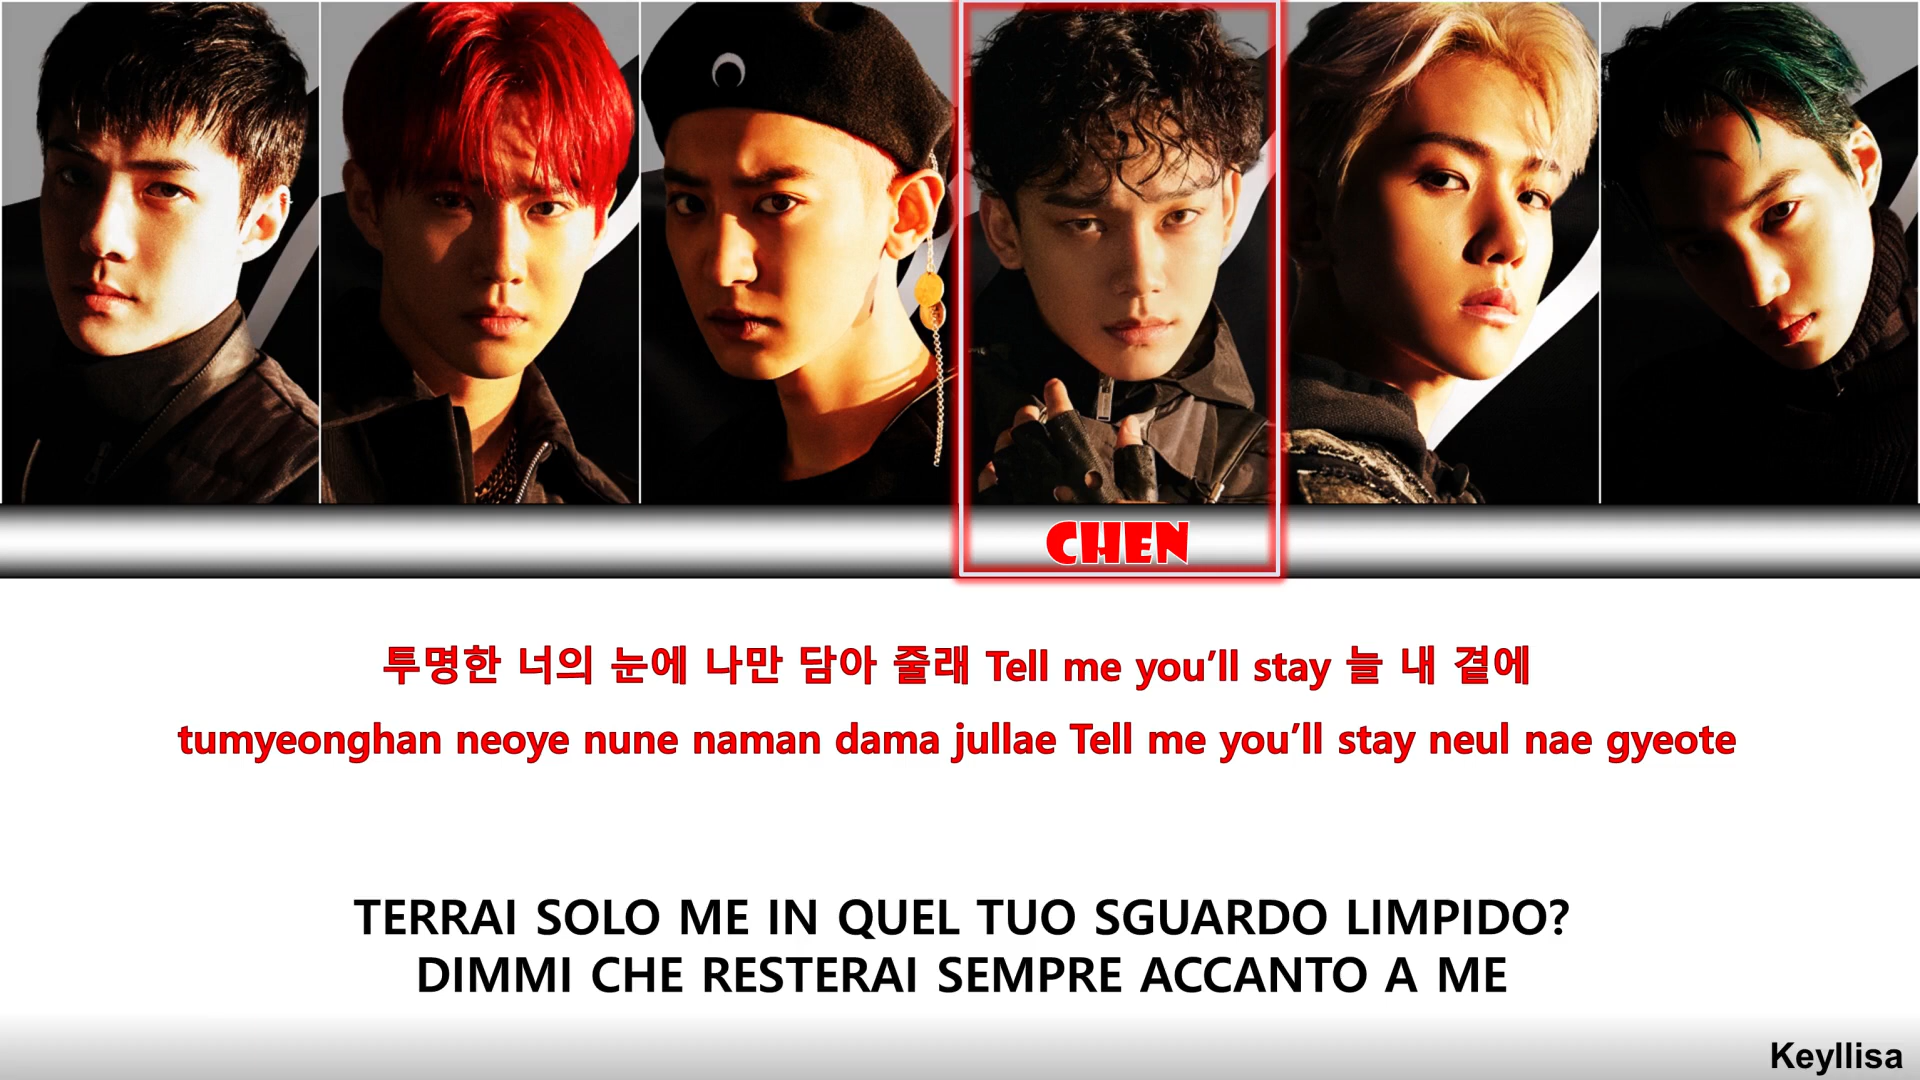 CHEN
투명한 너의 눈에 나만 담아 줄래 Tell me you’ll stay 늘 내 곁에
tumyeonghan neoye nune naman dama jullae Tell me you’ll stay neul nae gyeote
TERRAI SOLO ME IN QUEL TUO SGUARDO LIMPIDO?
DIMMI CHE RESTERAI SEMPRE ACCANTO A ME
Keyllisa